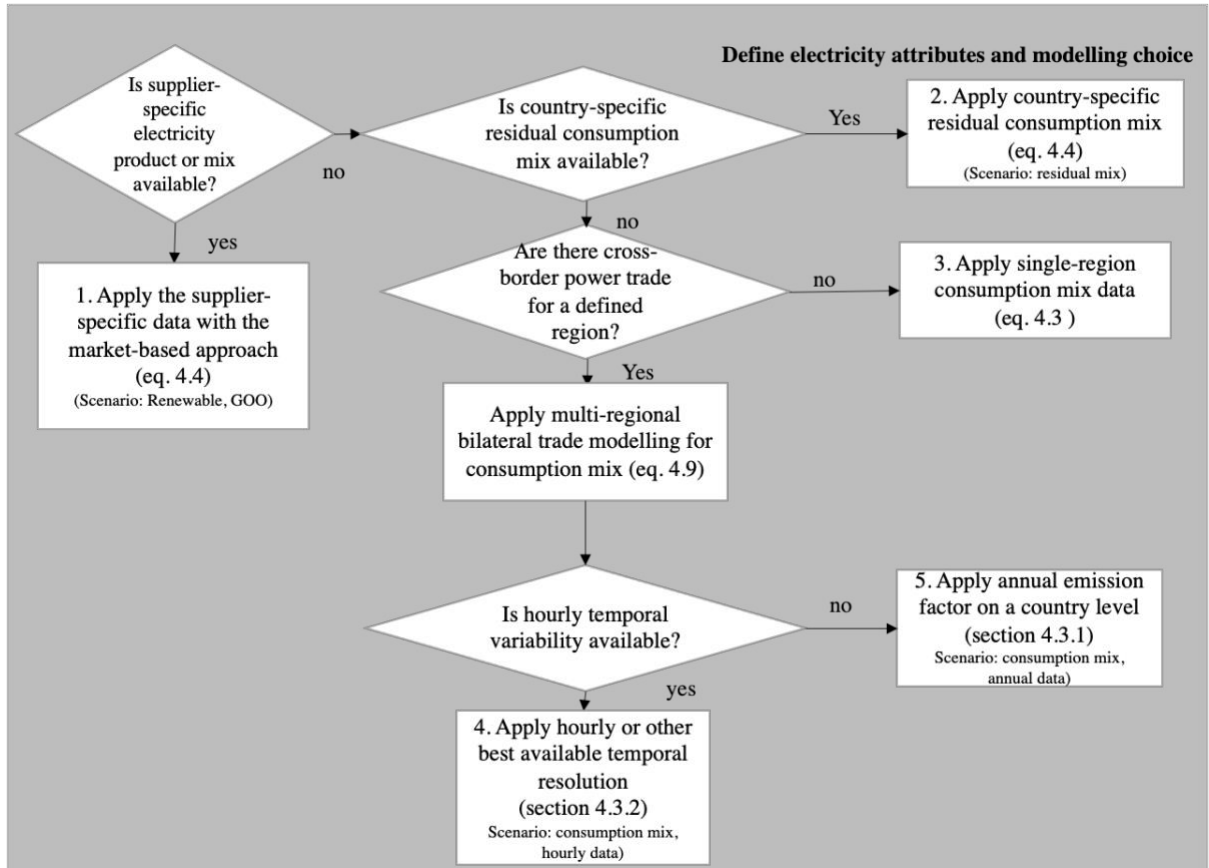 Define electricity attributes and modelling choice
Is supplier-
specific
electricity
product or mix
available?
no
yes
1. Apply the supplier-
specific data with the
market-based approach
(eq. 4.4)
(Scenario: Renewable, GOO)
Is country-specific
residual consumption
mix available?
Yes
2. Apply country-specific
residual consumption mix
(eq. 4.4)
(Scenario: residual mix)
no
Are there cross-
border power trade
for a defined
region?
no
3. Apply single-region
consumption mix data
(eq. 4.3 )
Yes
Apply multi-regional
bilateral trade modelling for
consumption mix (eq. 4.9)
Is hourly temporal
variability available?
no
5. Apply annual emission
factor on a country level
(section 4.3.1)
Scenario: consumption mix,
annual data)
yes
4. Apply hourly or other
best available temporal
resolution
(section 4.3.2)
Scenario: consumption mix,
hourly data)